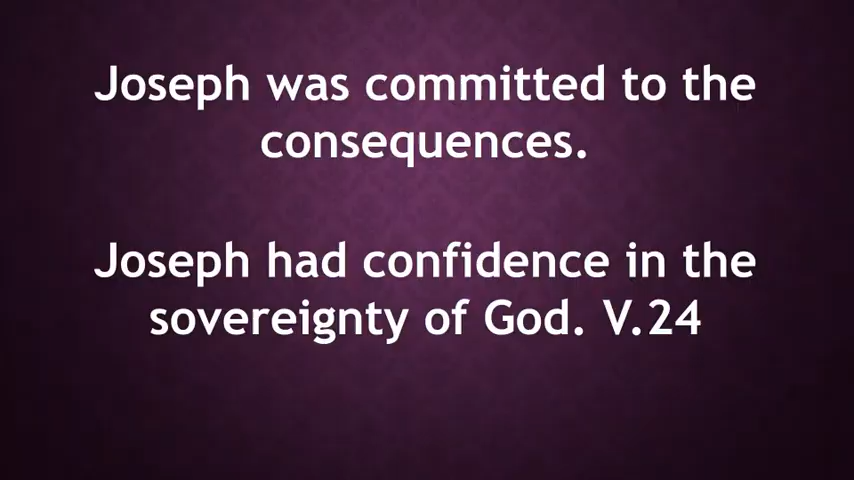 Joseph was committed to the
consequences.
Joseph had confidence in the
sovereignty of God. V.24